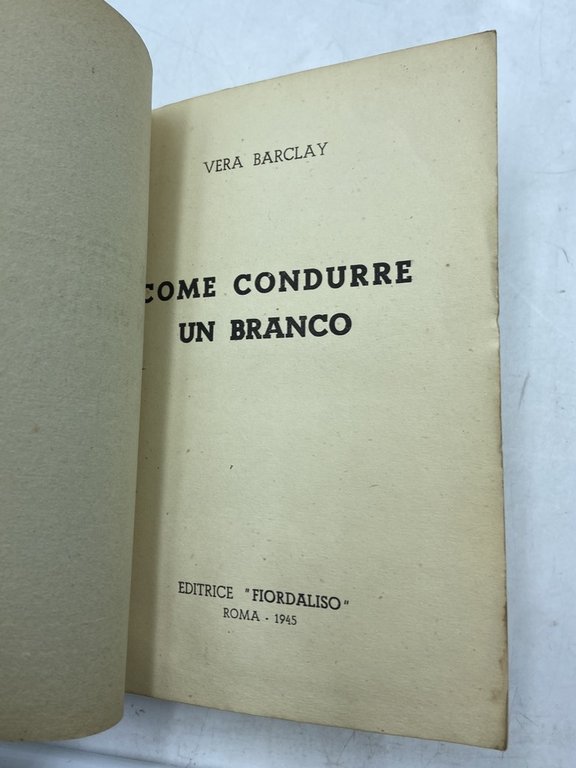 VERA BARCLAY
COME CONDURRE
UN BRANCO
EDITRICE "FIORDALISO"
ROMA - 1945